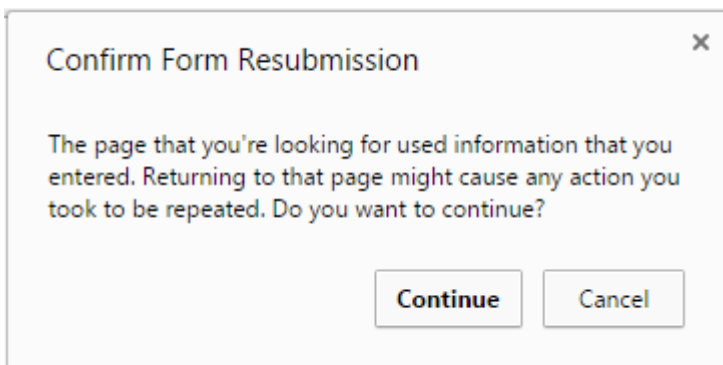 Confirm Form Resubmission
The page that you're looking for used information that you
entered. Returning to that page might cause any action you
took to be repeated. Do you want to continue?
Continue Cancel